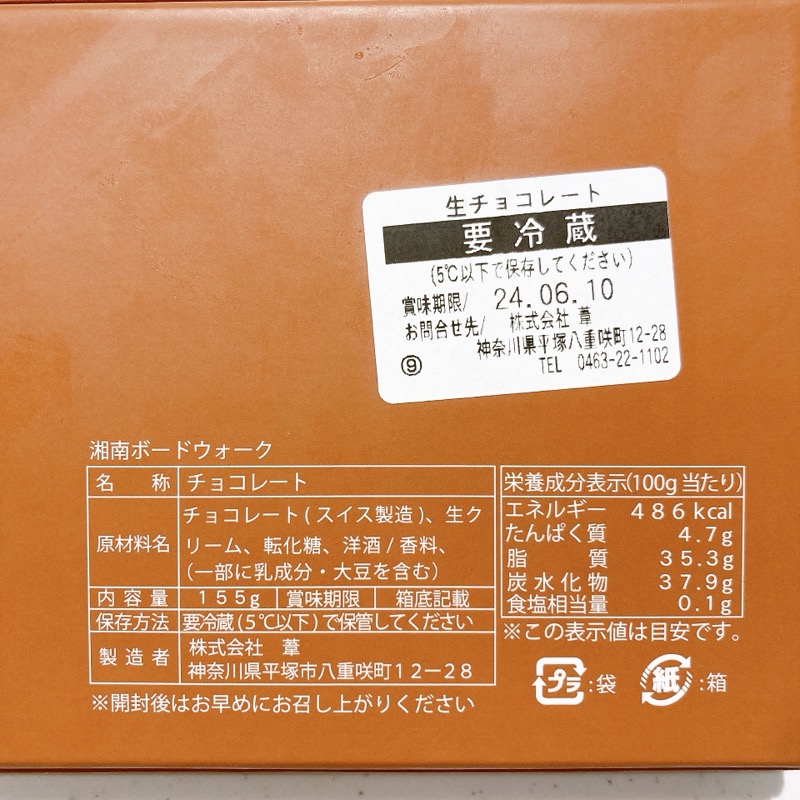 生チョコレート
要冷蔵
(5℃以下で保存してください)
賞味期限/ 24.06.10
お問合せ先/ 株式会社 葦
神奈川県平塚八重咲町12-28
⑨ TEL 0463-22-1102
湘南ボードウォーク
名 称 チョコレート
原材料名 チョコレート(スイス製造)、生ク
リーム、転化糖、洋酒/香料、
(一部に乳成分・大豆を含む)
内容量 155g 賞味期限 箱底記載
保存方法 要冷蔵(5℃以下)で保管してください
製造者 株式会社 葦
神奈川県平塚市八重咲町12-28
※開封後はお早めにお召し上がりください
栄養成分表示(100g当たり)
エネルギー 486kcal
たんぱく質 4.7g
脂 質 35.3g
炭水化物 37.9g
食塩相当量 0.1g
※この表示値は目安です。
プラ:袋 紙:箱